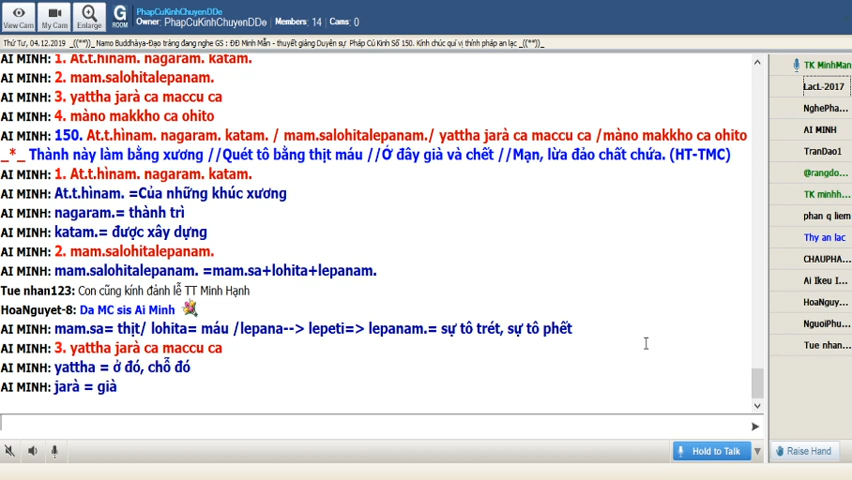 PhapCuKinhChuyenDDe
Owner: PhapCuKinhChuyenDDe Members: 14 Cams: 0
View Cam My Cam Enlarge G ROOM
Thứ Tư, 04.12.2019 _((**))_ Namo Buddhàya-Đạo tràng đang nghe GS : ĐĐ Minh Mẫn - thuyết giảng Duyên sự Pháp Cú Kinh Số 150. Kính chúc quí vị thính pháp an lạc _((**))_
AI MINH: 1. At.t.hìnam. nagaram. katam.
AI MINH: 2. mam.salohitalepanam.
AI MINH: 3. yattha jarà ca maccu ca
AI MINH: 4. màno makkho ca ohito
AI MINH: 150. At.t.hìnam. nagaram. katam. / mam.salohitalepanam./ yattha jarà ca maccu ca /màno makkho ca ohito
_*_ Thành này làm bằng xương //Quét tô bằng thịt máu //Ở đây già và chết //Mạn, lừa đảo chất chứa. (HT-TMC)
AI MINH: 1. At.t.hìnam. nagaram. katam.
AI MINH: At.t.hìnam. =Của những khúc xương
AI MINH: nagaram.= thành trì
AI MINH: katam.= được xây dựng
AI MINH: 2. mam.salohitalepanam.
AI MINH: mam.salohitalepanam. =mam.sa+lohita+lepanam.
Tue nhan123: Con cũng kính đảnh lễ TT Minh Hạnh
HoaNguyet-8: Da MC sis Ai Minh
AI MINH: mam.sa= thịt/ lohita= máu /lepana--> lepeti=> lepanam.= sự tô trét, sự tô phết
AI MINH: 3. yattha jarà ca maccu ca
AI MINH: yattha = ở đó, chỗ đó
AI MINH: jarà = già
TK MinhMan
LacL-2017
NghePha...
AI MINH
TranDao1
@rangdo...
TK minhh...
phan q liem
Thy an lac
CHAUPHA...
Ai Ikeu I...
HoaNguy...
NguoiPhu...
Tue nhan...
Hold to Talk
Raise Hand